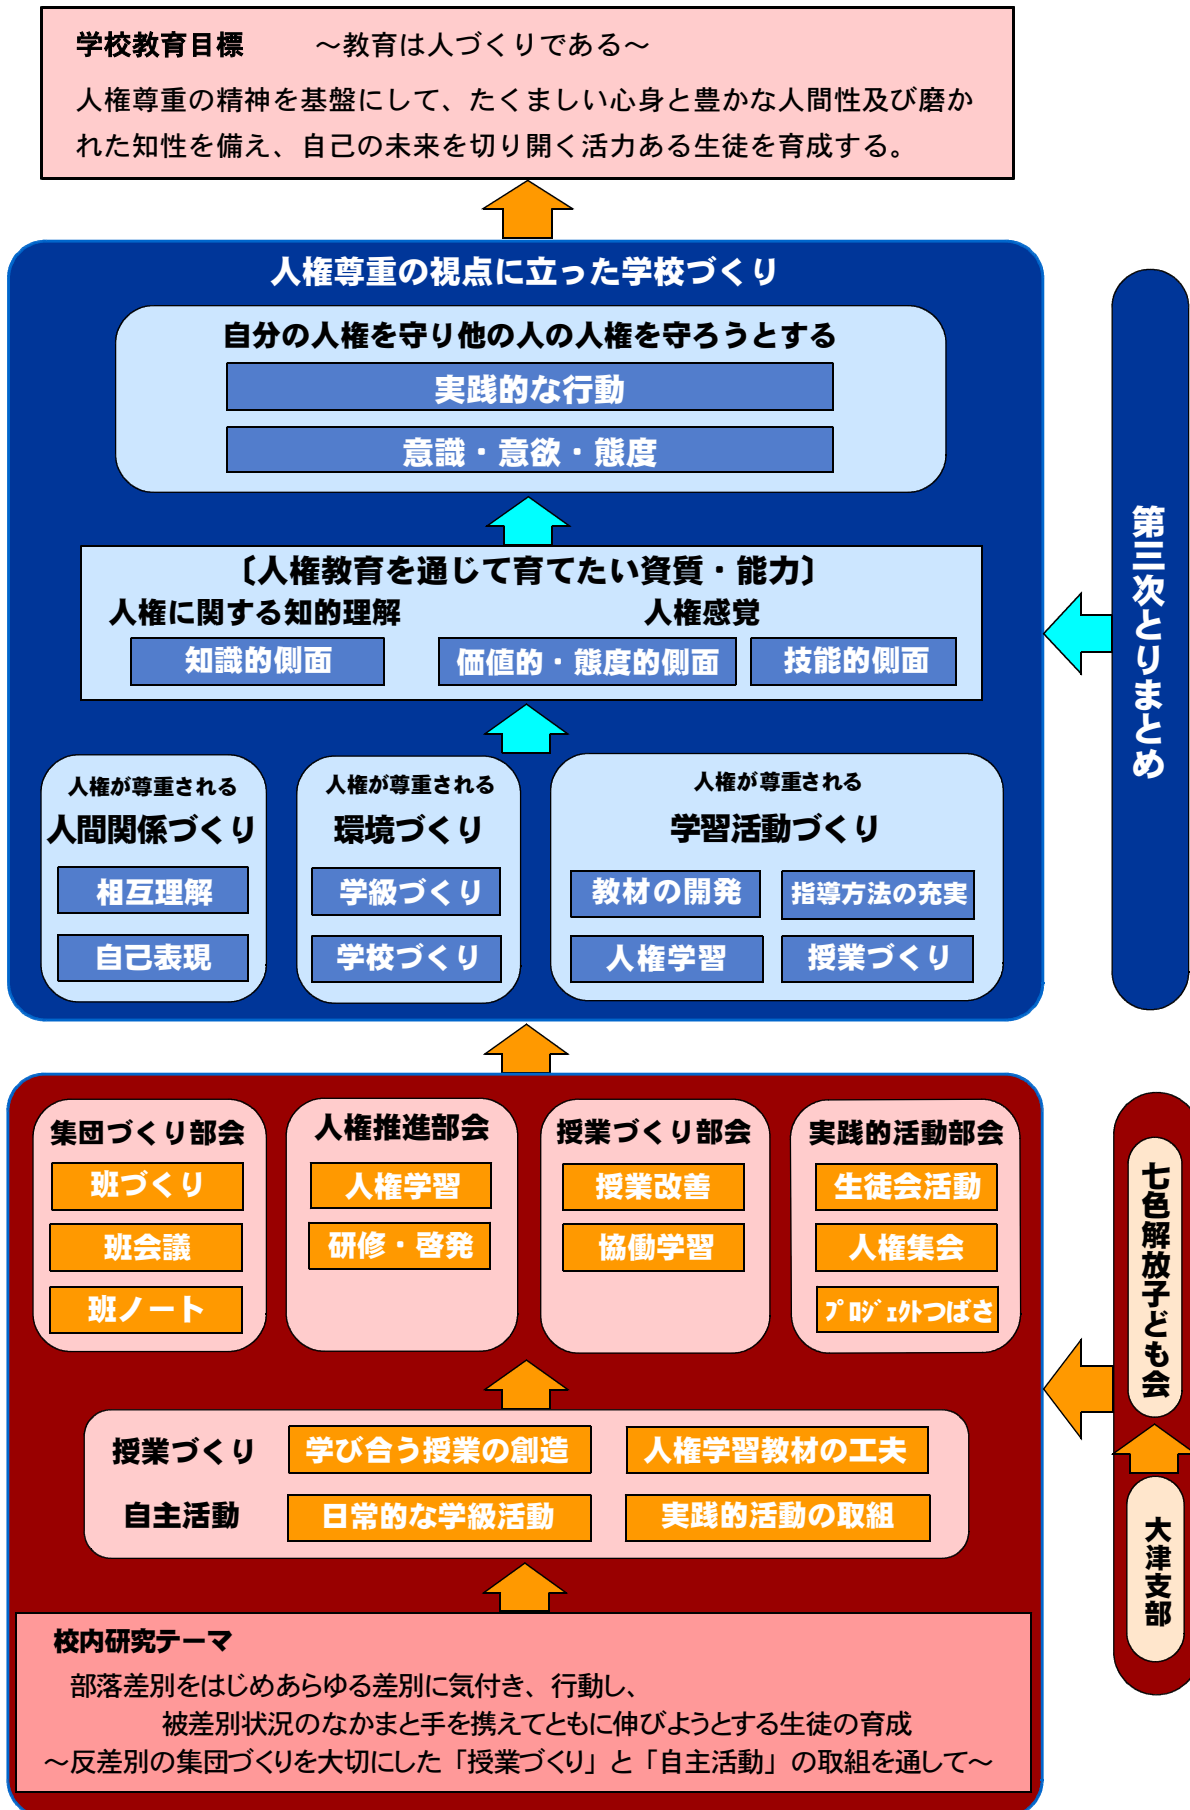 学校教育目標　　～教育は人づくりである～
人権尊重の精神を基盤にして、たくましい心身と豊かな人間性及び磨か
れた知性を備え、自己の未来を切り開く活力ある生徒を育成する。
人権尊重の視点に立った学校づくり
自分の人権を守り他の人の人権を守ろうとする
実践的な行動
意識・意欲・態度
〔人権教育を通じて育てたい資質・能力〕
人権に関する知的理解
人権感覚
知識的側面
価値的・態度的側面
技能的側面
人権が尊重される
人間関係づくり
相互理解
自己表現
人権が尊重される
環境づくり
学級づくり
学校づくり
人権が尊重される
学習活動づくり
教材の開発
指導方法の充実
人権学習
授業づくり
第三次とりまとめ
集団づくり部会
班づくり
班会議
班ノート
人権推進部会
人権学習
研修・啓発
授業づくり部会
授業改善
協働学習
実践的活動部会
生徒会活動
人権集会
ﾌﾟﾛｼﾞｪｸﾄつばさ
授業づくり
学び合う授業の創造
人権学習教材の工夫
自主活動
日常的な学級活動
実践的活動の取組
七色解放子ども会
大津支部
校内研究テーマ
部落差別をはじめあらゆる差別に気付き、行動し、
被差別状況のなかまと手を携えてともに伸びようとする生徒の育成
～反差別の集団づくりを大切にした「授業づくり」と「自主活動」の取組を通して～